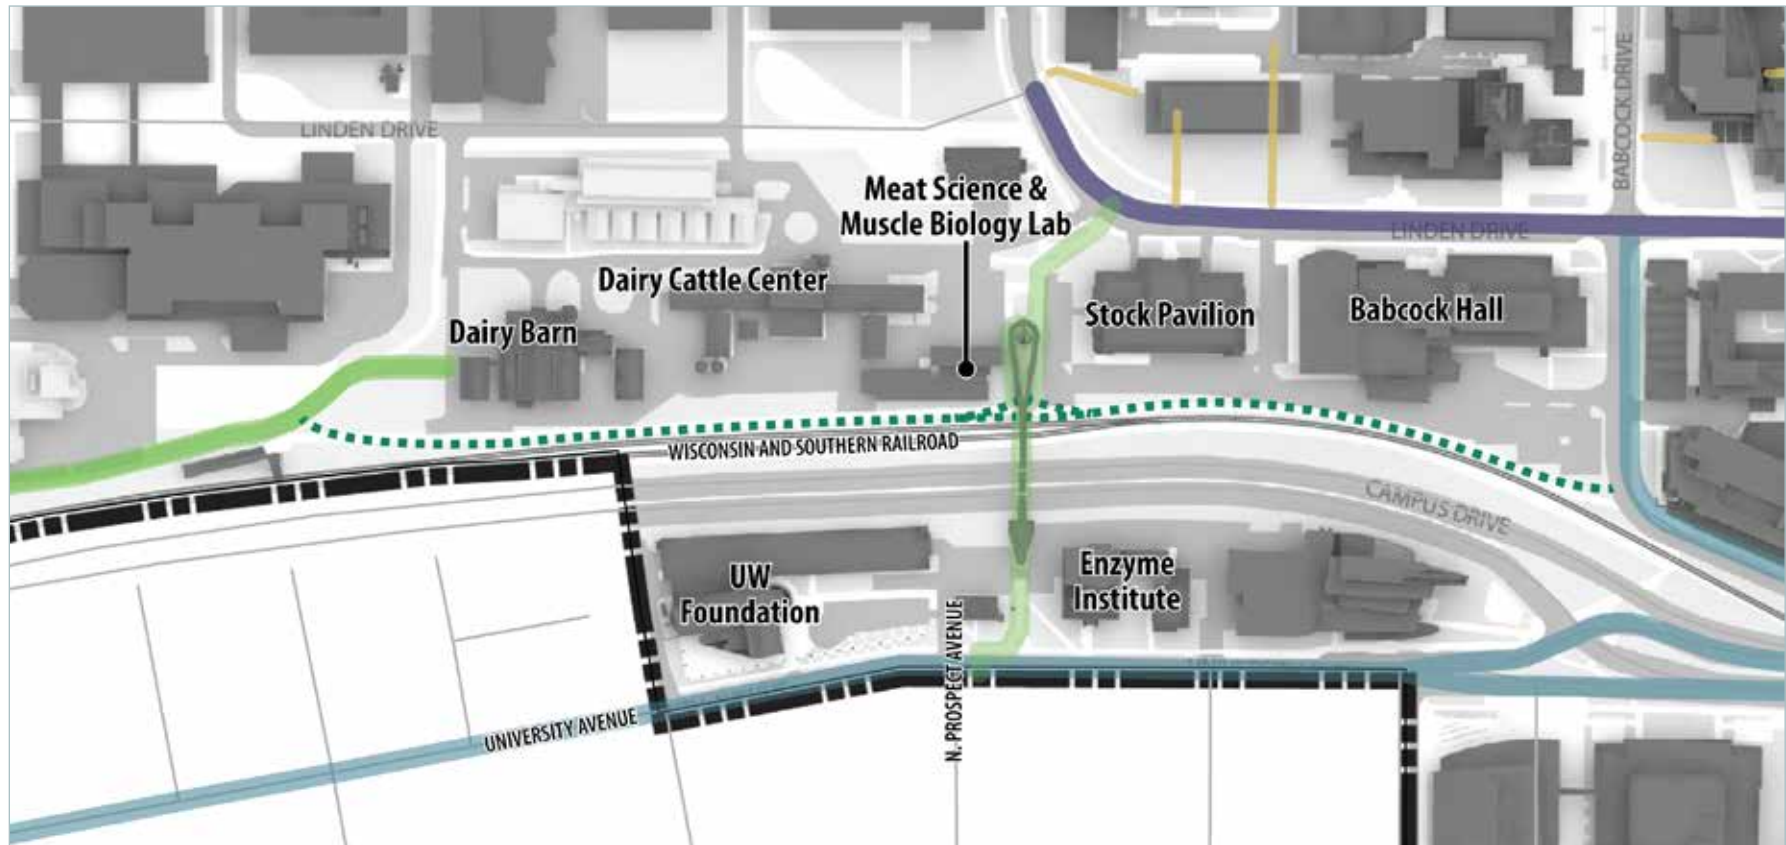 LINDEN DRIVE
BABCOCK DRIVE
Meat Science &
Muscle Biology Lab
LINDEN DRIVE
Dairy Cattle Center
Stock Pavilion
Babcock Hall
Dairy Barn
WISCONSIN AND SOUTHERN RAILROAD
CAMPUS DRIVE
UW
Foundation
Enzyme
Institute
N. PROSPECT AVENUE
UNIVERSITY AVENUE